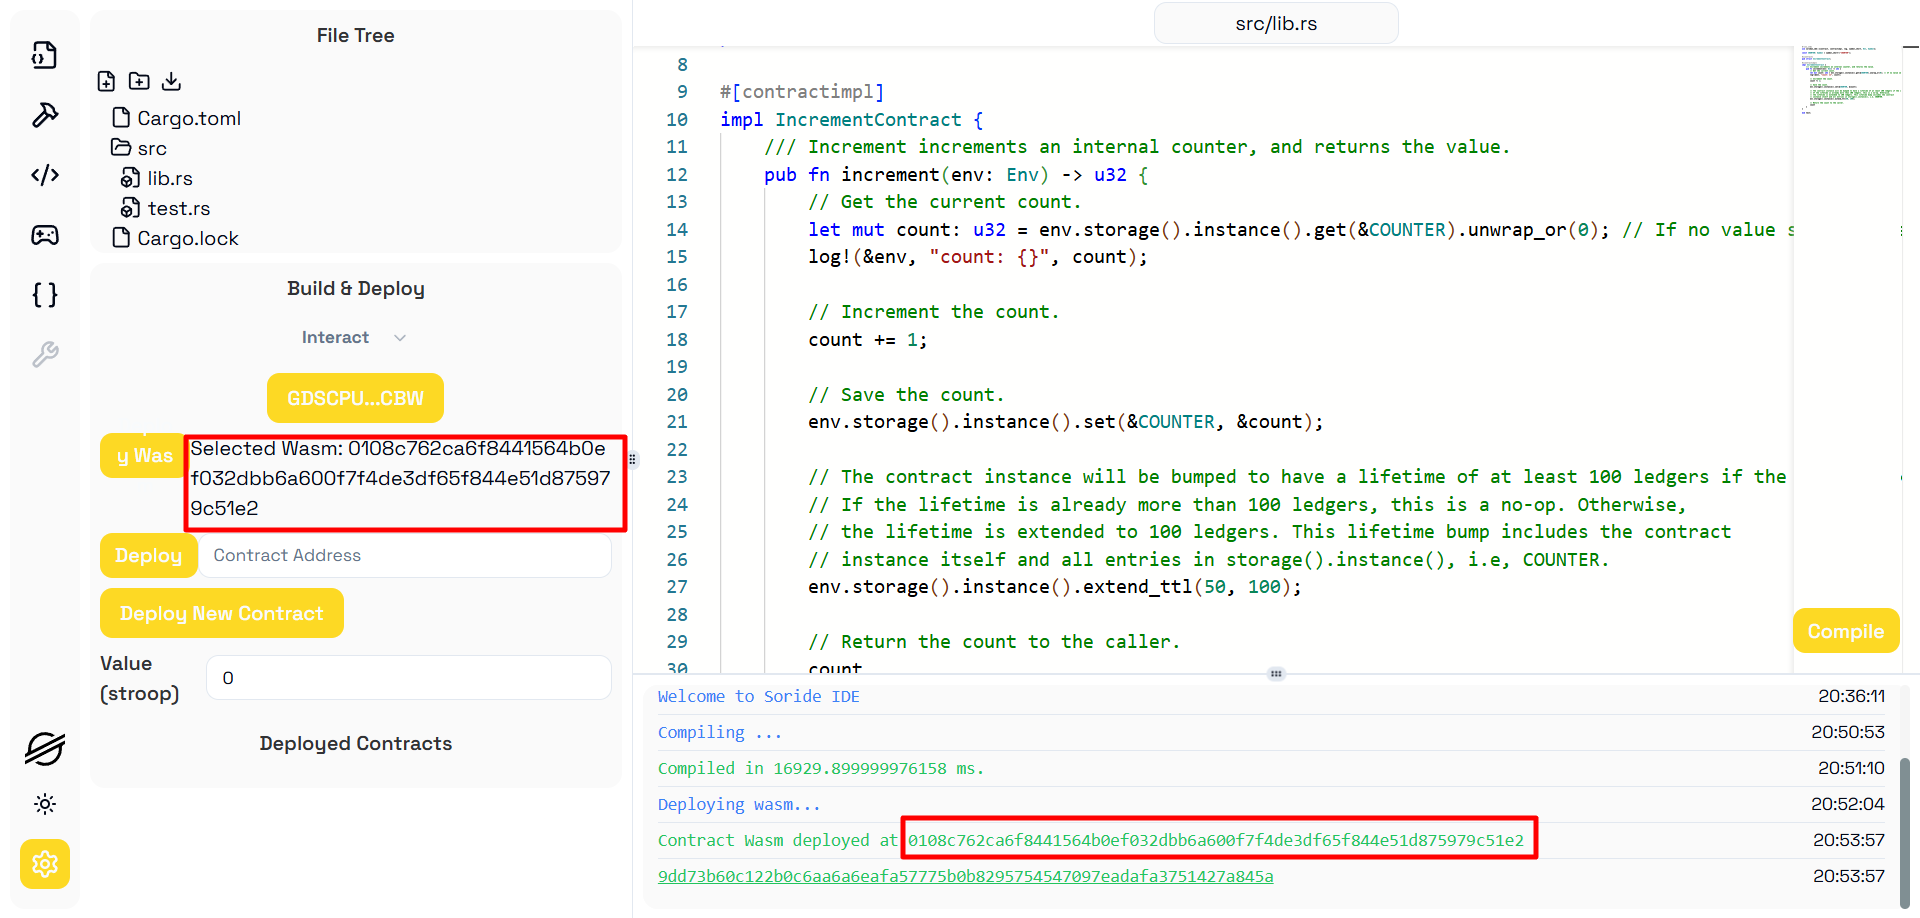 File Tree
Cargo.toml
src
lib.rs
test.rs
Cargo.lock
Build & Deploy
Interact
GDSCPU...CBW
y Was
Selected Wasm: 0108c762ca6f8441564b0e
f032dbb6a600f7f4de3df65f844e51d87597
9c51e2
Deploy
Contract Address
Deploy New Contract
Value
(stroop)
0
Deployed Contracts
src/lib.rs
8
9 #[contractimpl]
10 impl IncrementContract {
11 /// Increment increments an internal counter, and returns the value.
12 pub fn increment(env: Env) -> u32 {
13 // Get the current count.
14 let mut count: u32 = env.storage().instance().get(&COUNTER).unwrap_or(0); // If no value s
15 log!(&env, "count: {}", count);
16
17 // Increment the count.
18 count += 1;
19
20 // Save the count.
21 env.storage().instance().set(&COUNTER, &count);
22
23 // The contract instance will be bumped to have a lifetime of at least 100 ledgers if the
24 // If the lifetime is already more than 100 ledgers, this is a no-op. Otherwise,
25 // the lifetime is extended to 100 ledgers. This lifetime bump includes the contract
26 // instance itself and all entries in storage().instance(), i.e, COUNTER.
27 env.storage().instance().extend_ttl(50, 100);
28
29 // Return the count to the caller.
30 count
Compile
Welcome to Soride IDE 20:36:11
Compiling ... 20:50:53
Compiled in 16929.899999976158 ms. 20:51:10
Deploying wasm... 20:52:04
Contract Wasm deployed at 0108c762ca6f8441564b0ef032dbb6a600f7f4de3df65f844e51d875979c51e2 20:53:57
9dd73b60c122b0c6aa6a6eafa57775b0b8295754547097eadafa3751427a845a 20:53:57